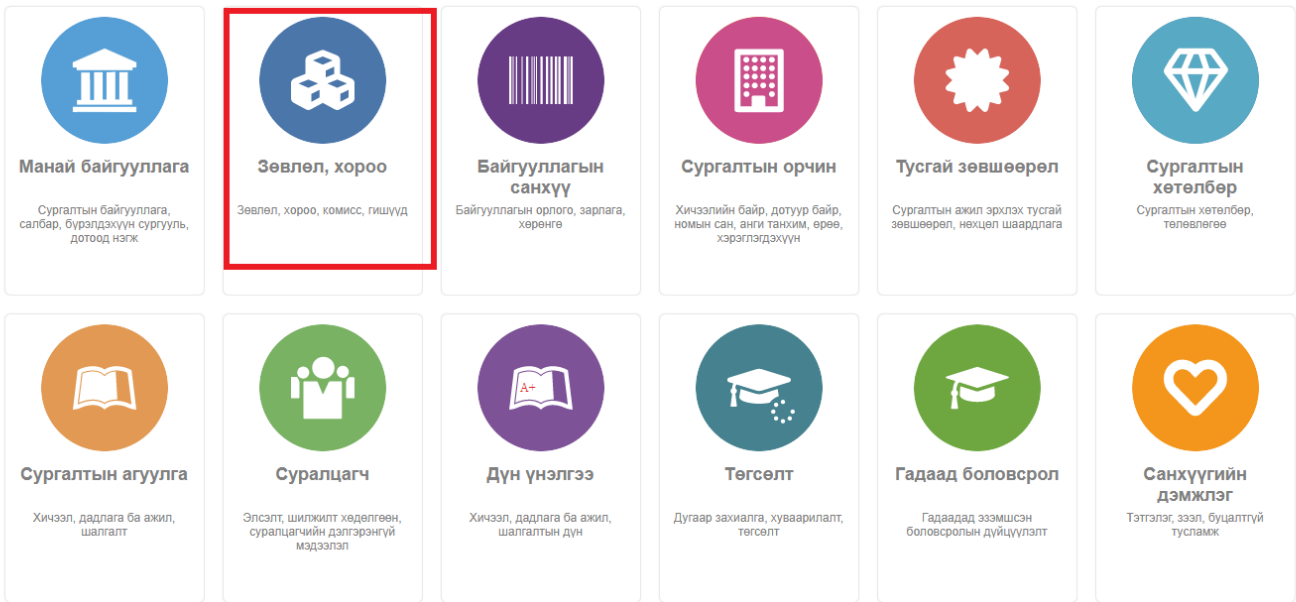 Манай байгууллага
Сургалтын байгууллага,
салбар, бүрэлдэхүүн сургууль,
дотоод нэгж
Зөвлөл, хороо
Зөвлөл, хороо, комисс, гишүүд
Байгууллагын
санхүү
Байгууллагын орлого, зарлага,
хөрөнгө
Сургалтын орчин
Хичээлийн байр, дотуур байр,
номын сан, анги танхим, өрөө,
хэрэглэгдэхүүн
Тусгай зөвшөөрөл
Сургалтын ажил эрхлэх тусгай
зөвшөөрөл, нөхцөл шаардлага
Сургалтын
хөтөлбөр
Сургалтын хөтөлбөр,
төлөвлөгөө
Сургалтын агуулга
Хичээл, дадлага ба ажил,
шалгалт
Суралцагч
Элсэлт, шилжилт хөдөлгөөн,
суралцагчийн дэлгэрэнгүй
мэдээлэл
A+
Дүн үнэлгээ
Хичээл, дадлага ба ажил,
шалгалтын дүн
Төгсөлт
Дугаар захиалга, хуваарилалт,
төгсөлт
Гадаад боловсрол
Гадаадад эзэмшсэн
боловсролын дүйцүүлэлт
Санхүүгийн
дэмжлэг
Тэтгэлэг, зээл, буцалтгүй
тусламж